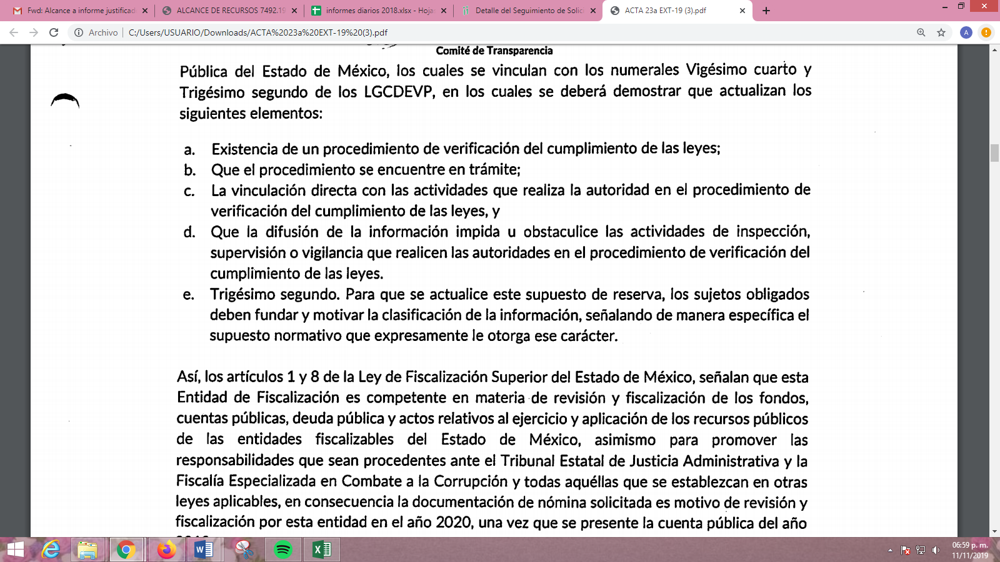 Fwd: Alcance a informe justificad
ALCANCE DE RECURSOS 7492.19
informes diarios 2018.xlsx - Hoja
Detalle del Seguimiento de Solici
ACTA 23a EXT-19 (3).pdf
Archivo
C:/Users/USUARIO/Downloads/ACTA%2023a%20EXT-19%20(3).pdf
A
Comité de Transparencia
Pública del Estado de México, los cuales se vinculan con los numerales Vigésimo cuarto y
Trigésimo segundo de los LGCDEVP, en los cuales se deberá demostrar que actualizan los
siguientes elementos:
a. Existencia de un procedimiento de verificación del cumplimiento de las leyes;
b. Que el procedimiento se encuentre en trámite;
c. La vinculación directa con las actividades que realiza la autoridad en el procedimiento de
verificación del cumplimiento de las leyes, y
d. Que la difusión de la información impida u obstaculice las actividades de inspección,
supervisión o vigilancia que realicen las autoridades en el procedimiento de verificación del
cumplimiento de las leyes.
e. Trigésimo segundo. Para que se actualice este supuesto de reserva, los sujetos obligados
deben fundar y motivar la clasificación de la información, señalando de manera específica el
supuesto normativo que expresamente le otorga ese carácter.
Así, los artículos 1 y 8 de la Ley de Fiscalización Superior del Estado de México, señalan que esta
Entidad de Fiscalización es competente en materia de revisión y fiscalización de los fondos,
cuentas públicas, deuda pública y actos relativos al ejercicio y aplicación de los recursos públicos
de las entidades fiscalizables del Estado de México, asimismo para promover las
responsabilidades que sean procedentes ante el Tribunal Estatal de Justicia Administrativa y la
Fiscalía Especializada en Combate a la Corrupción y todas aquéllas que se establezcan en otras
leyes aplicables, en consecuencia la documentación de nómina solicitada es motivo de revisión y
fiscalización por esta entidad en el año 2020, una vez que se presente la cuenta pública del año
06:59 p. m.
11/11/2019